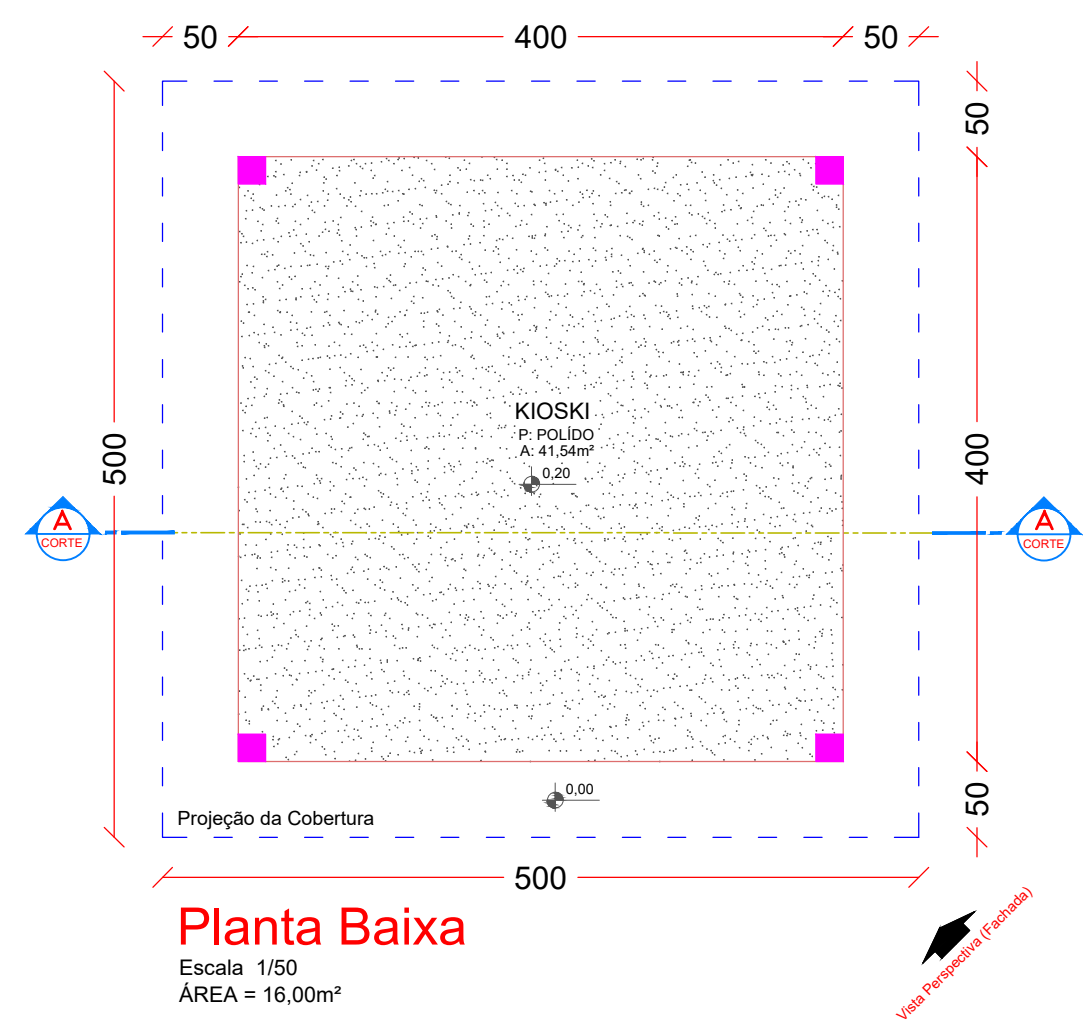 50
400
50
50
KIOSKI
P: POLÍDO
A: 41,54m²
0,20
500
400
A
CORTE
A
CORTE
0,00
50
Projeção da Cobertura
500
Planta Baixa
Escala 1/50
ÁREA = 16,00m²
Vista Perspectiva (Fachada)